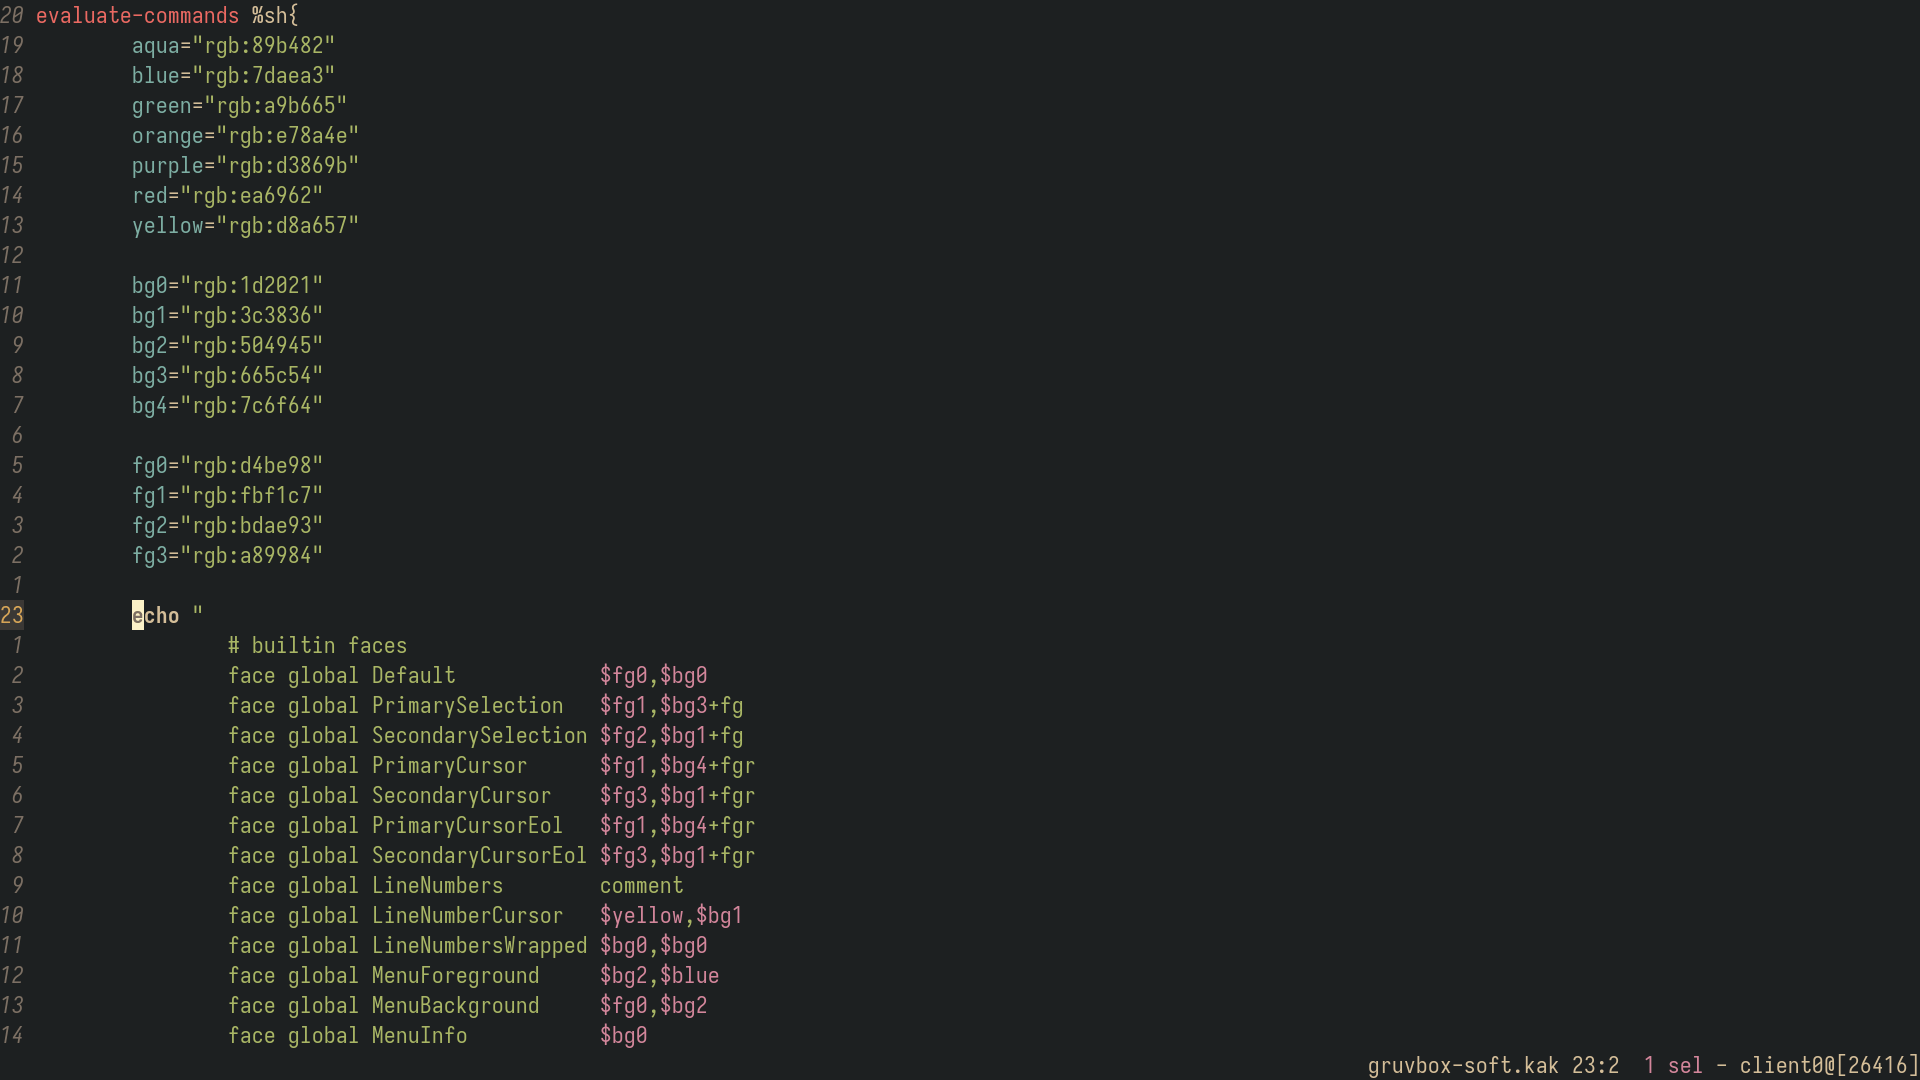 20 evaluate-commands %sh{
19         aqua="rgb:89b482"
18         blue="rgb:7daea3"
17         green="rgb:a9b665"
16         orange="rgb:e78a4e"
15         purple="rgb:d3869b"
14         red="rgb:ea6962"
13         yellow="rgb:d8a657"
12
11         bg0="rgb:1d2021"
10         bg1="rgb:3c3836"
 9         bg2="rgb:504945"
 8         bg3="rgb:665c54"
 7         bg4="rgb:7c6f64"
 6
 5         fg0="rgb:d4be98"
 4         fg1="rgb:fbf1c7"
 3         fg2="rgb:bdae93"
 2         fg3="rgb:a89984"
 1
23         echo "
 1                 # builtin faces
 2                 face global Default            $fg0,$bg0
 3                 face global PrimarySelection   $fg1,$bg3+fg
 4                 face global SecondarySelection $fg2,$bg1+fg
 5                 face global PrimaryCursor      $fg1,$bg4+fgr
 6                 face global SecondaryCursor    $fg3,$bg1+fgr
 7                 face global PrimaryCursorEol   $fg1,$bg4+fgr
 8                 face global SecondaryCursorEol $fg3,$bg1+fgr
 9                 face global LineNumbers        comment
10                 face global LineNumberCursor   $yellow,$bg1
11                 face global LineNumbersWrapped $bg0,$bg0
12                 face global MenuForeground     $bg2,$blue
13                 face global MenuBackground     $fg0,$bg2
14                 face global MenuInfo           $bg0
gruvbox-soft.kak 23:2  1 sel - client0@[26416]